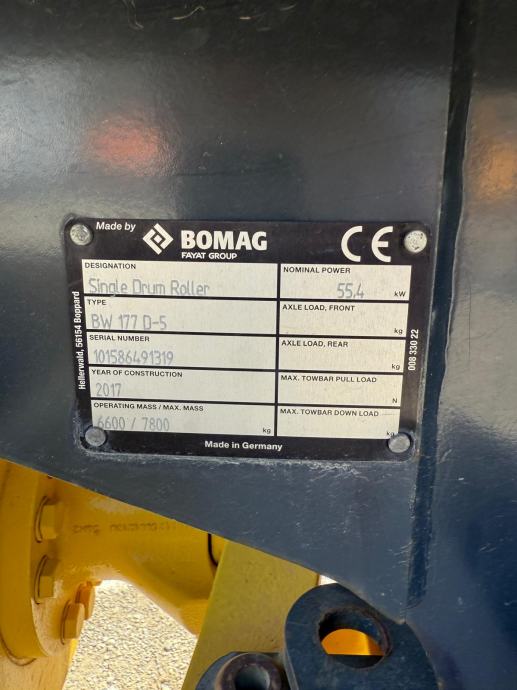 Made by BOMAG CE
FAYAT GROUP
DESIGNATION
Single Drum Roller
NOMINAL POWER
55.4 kW
TYPE
BW 177 D-5
AXLE LOAD, FRONT
kg
SERIAL NUMBER
101586491319
AXLE LOAD, REAR
kg
YEAR OF CONSTRUCTION
2017
MAX. TOWBAR PULL LOAD
N
OPERATING MASS / MAX. MASS
6600 / 7800 kg
MAX. TOWBAR DOWN LOAD
kg
Made in Germany
Hellerwald, 56154 Boppard
008 330 22